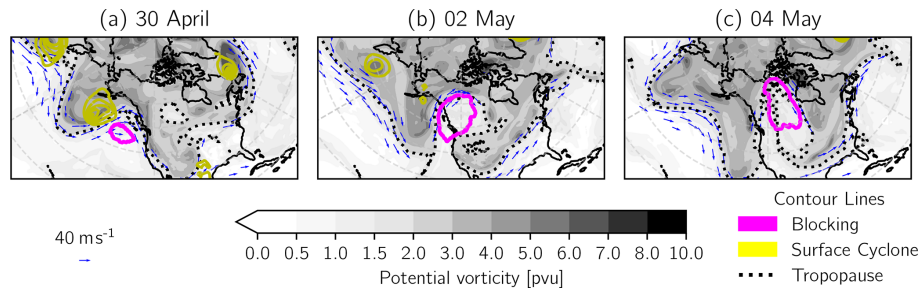 (a) 30 April
(b) 02 May
(c) 04 May
40 ms-1
0.0 0.5 1.0 2.0 3.0 4.0 5.0 6.0 7.0 8.0 10.0
Potential vorticity [pvu]
Contour Lines
Blocking
Surface Cyclone
Tropopause